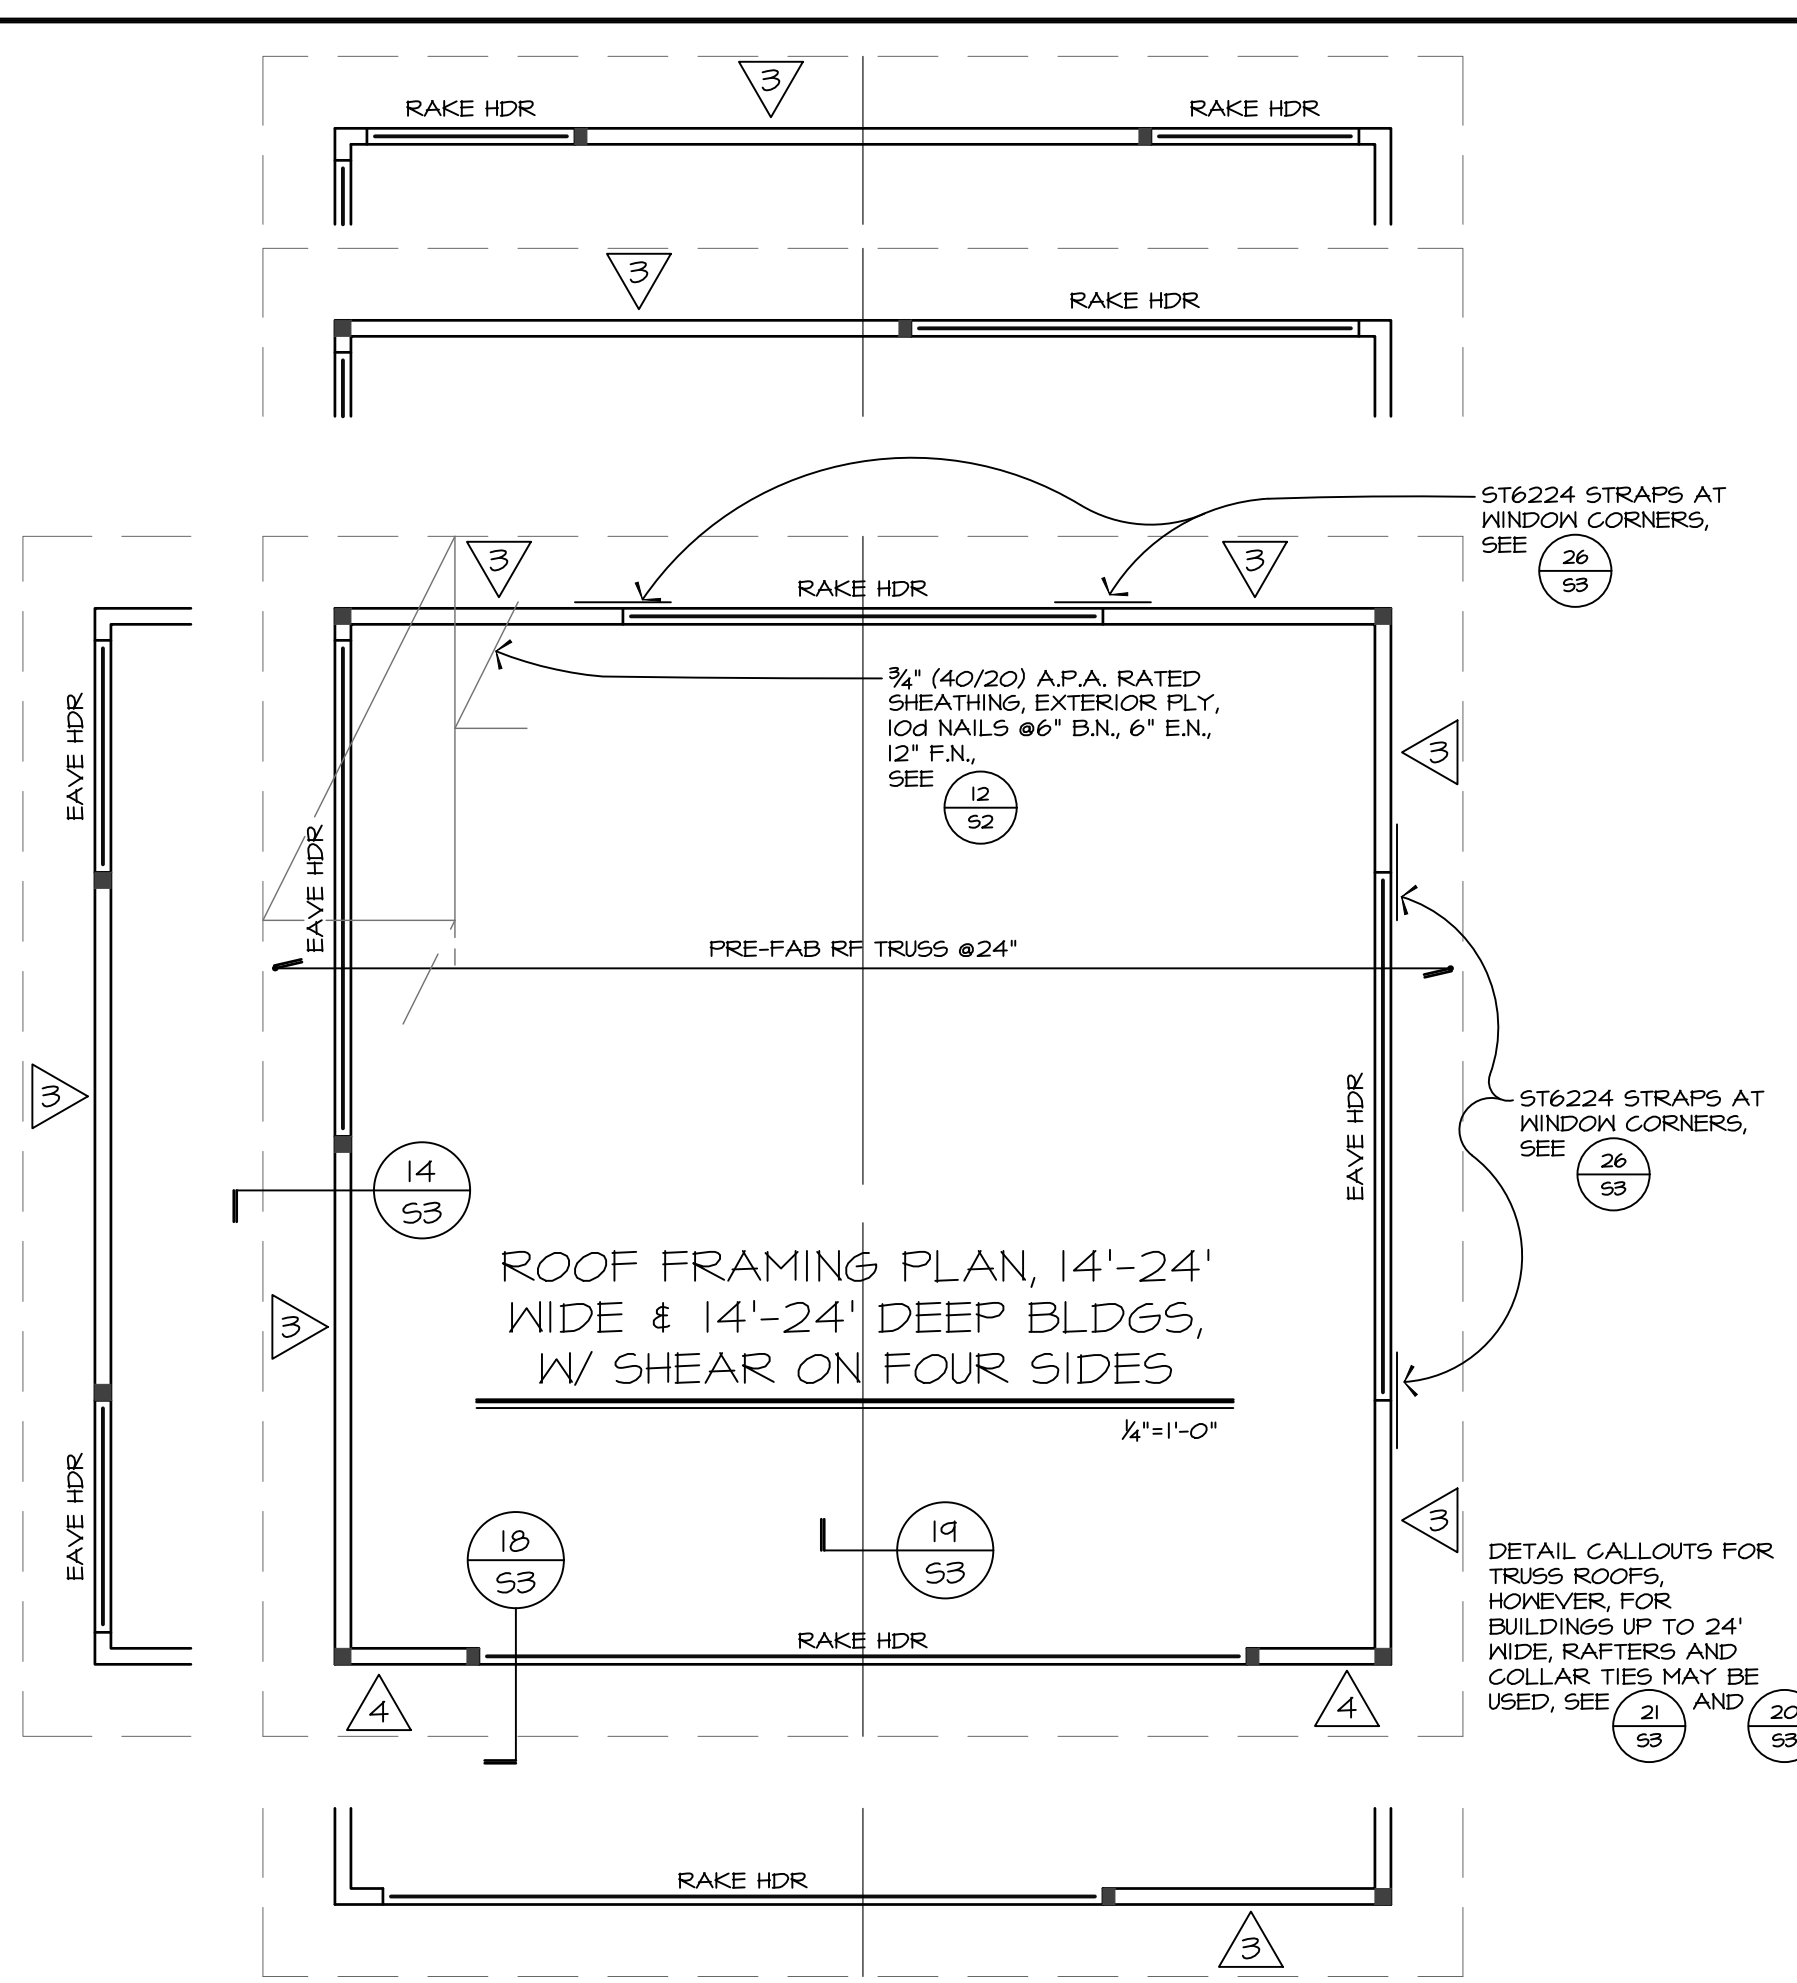 3
RAKE HDR
RAKE HDR
3
RAKE HDR
ST6224 STRAPS AT
WINDOW CORNERS,
SEE 26
S3
3
3
RAKE HDR
¾" (40/20) A.P.A. RATED
SHEATHING, EXTERIOR PLY,
10d NAILS @6" B.N., 6" E.N.,
12" F.N.,
SEE 12
S2
EAVE HDR
3
EAVE HDR
PRE-FAB RF TRUSS @24"
3
EAVE HDR
ST6224 STRAPS AT
WINDOW CORNERS,
SEE 26
S3
14
S3
ROOF FRAMING PLAN, 14'-24'
WIDE & 14'-24' DEEP BLDGS,
W/ SHEAR ON FOUR SIDES
1/4"=1'-0"
3
EAVE HDR
18
S3
19
S3
3
DETAIL CALLOUTS FOR
TRUSS ROOFS,
HOWEVER, FOR
BUILDINGS UP TO 24'
WIDE, RAFTERS AND
COLLAR TIES MAY BE
USED, SEE 21 AND 20
S3 S3
RAKE HDR
4
4
RAKE HDR
3